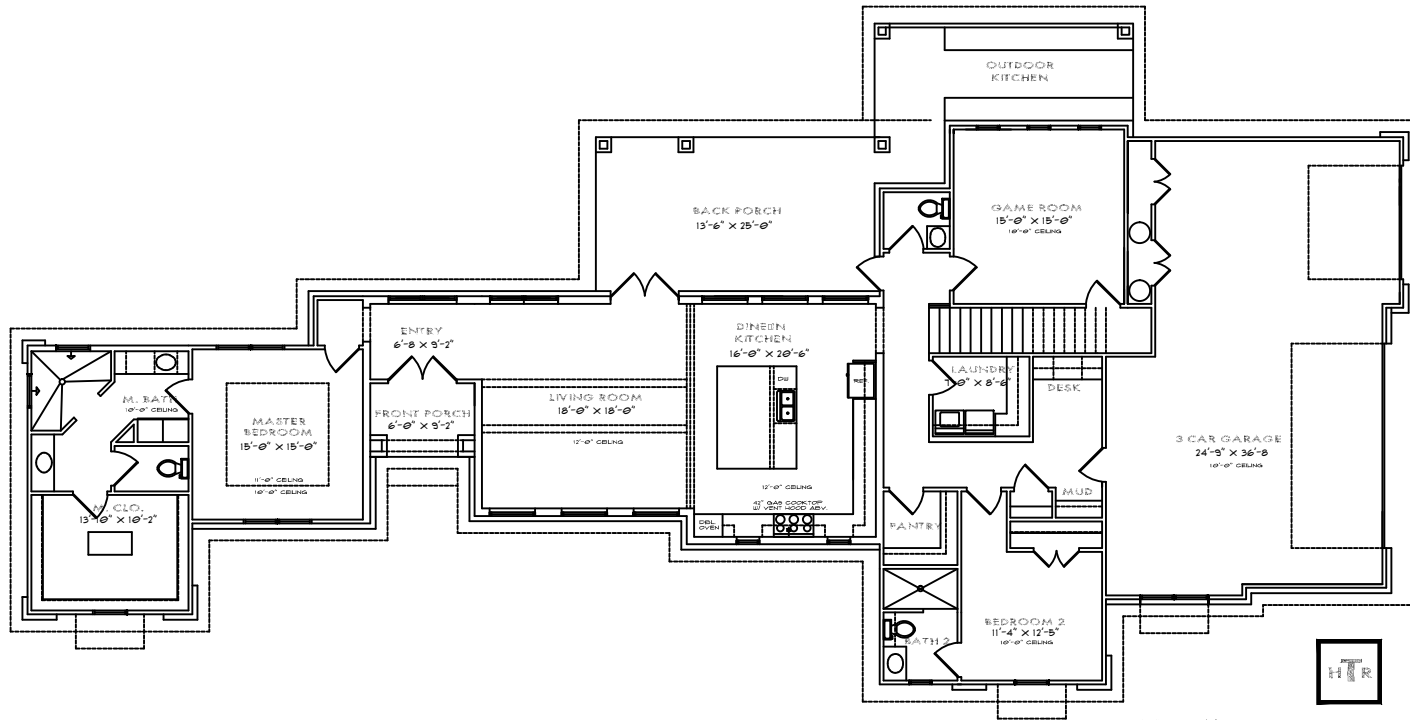 OUTDOOR
KITCHEN
BACK PORCH
13'-6" X 25'-0"
GAME ROOM
15'-0" X 15'-0"
10'-0" CEILING
ENTRY
6'-8 X 9'-2"
KITCHEN
16'-0" X 20'-6"
DW
REF.
LAUNDRY
DESK
M. BATH
10'-0" CEILING
MASTER
BEDROOM
15'-0" X 15'-0"
11'-0" CEILING
10'-0" CEILING
FRONT PORCH
6'-0" X 9'-2"
LIVING ROOM
18'-0" X 18'-0"
12'-0" CEILING
12'-0" CEILING
42" GAS COOKTOP
W/ VENT HOOD ABV.
DBL
OVEN
3 CAR GARAGE
24'-9" X 36'-8
10'-0" CEILING
MUD
PANTRY
M. CLO.
13'-10" X 10'-2"
BATH 2
BEDROOM 2
11'-4" X 12'-5"
10'-0" CEILING
H T R